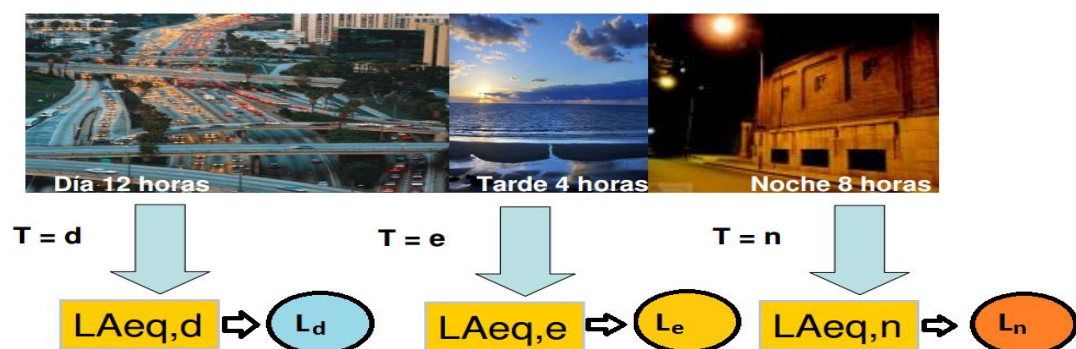 Día 12 horas
Tarde 4 horas
Noche 8 horas
T = d
T = e
T = n
LAeq,d
Ld
LAeq,e
Le
LAeq,n
Ln